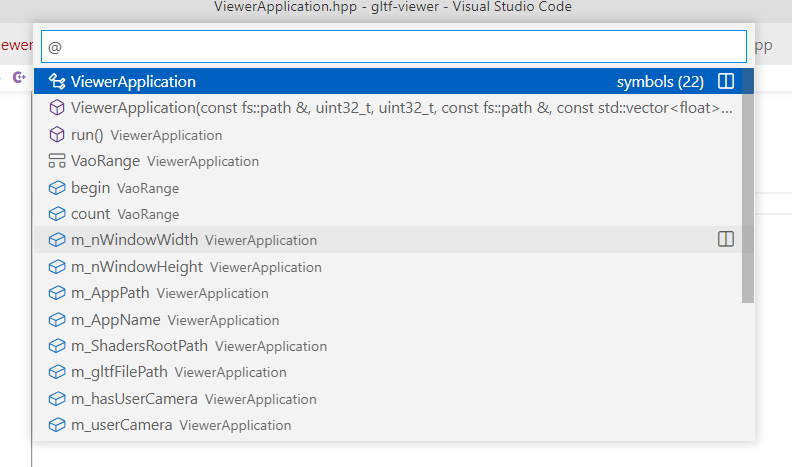 ViewerApplication.hpp - gltf-viewer - Visual Studio Code
@
ewer
pp
ViewerApplication symbols (22)
ViewerApplication(const fs::path &, uint32_t, uint32_t, const fs::path &, const std::vector<float>...
run() ViewerApplication
VaoRange ViewerApplication
begin VaoRange
count VaoRange
m_nWindowWidth ViewerApplication
m_nWindowHeight ViewerApplication
m_AppPath ViewerApplication
m_AppName ViewerApplication
m_ShadersRootPath ViewerApplication
m_gltfFilePath ViewerApplication
m_hasUserCamera ViewerApplication
m_userCamera ViewerApplication